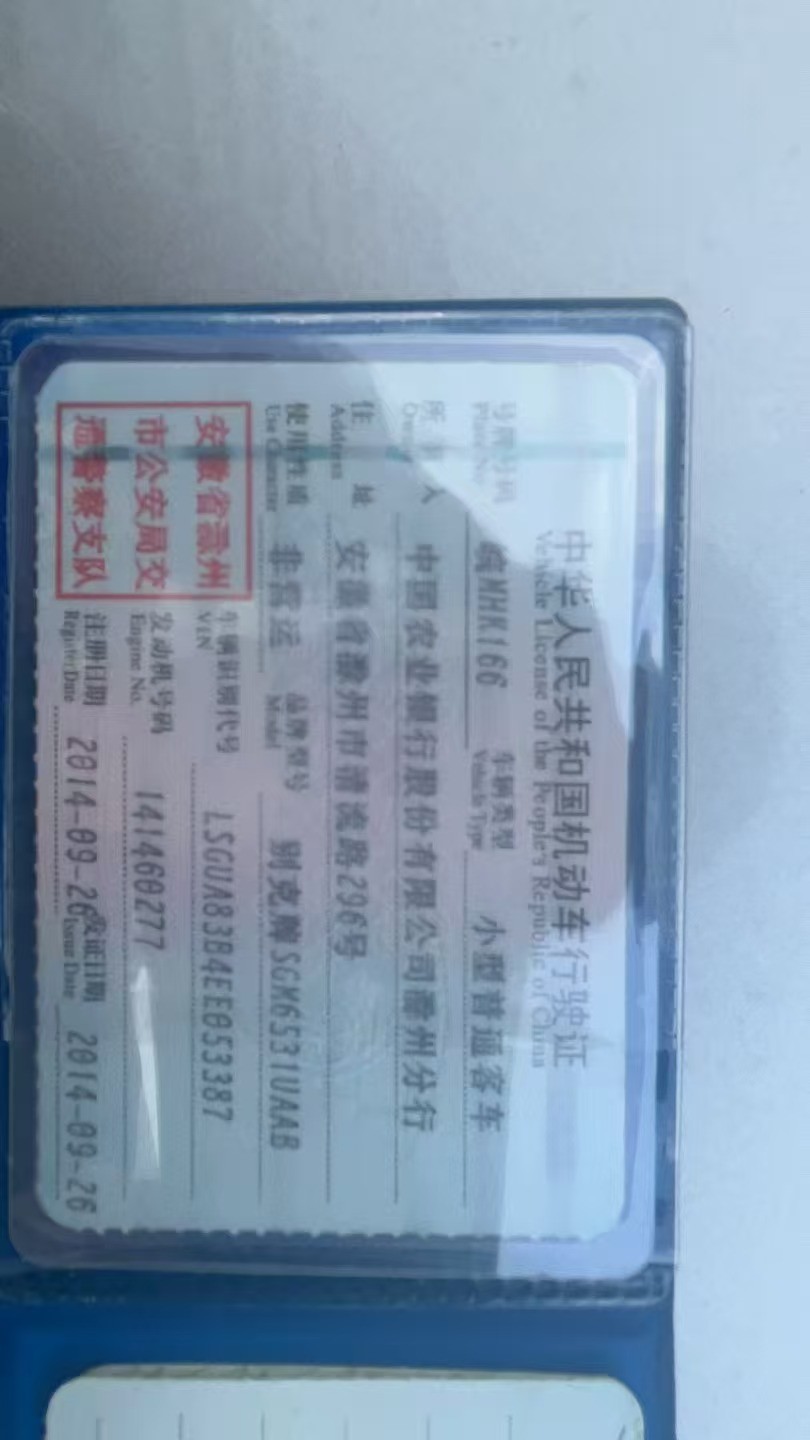 中华人民共和国机动车行驶证
Vehicle License of the People's Republic of China
号牌号码 皖MHK166 车辆类型 小型普通客车
Plate No. Vehicle Type
所有人 中国农业银行股份有限公司滁州分行
Owner
住址 安徽省滁州市清流路296号
Address
使用性质 非营运 品牌型号 别克牌SGM6531UAAB
Use Character Model
安徽省滁州市公安局交通警察支队
车辆识别代号 LSGUA83B4EE053387
VIN
发动机号码 141460277
Engine No.
注册日期 2014-09-26 发证日期 2014-09-26
Register Date Issue Date